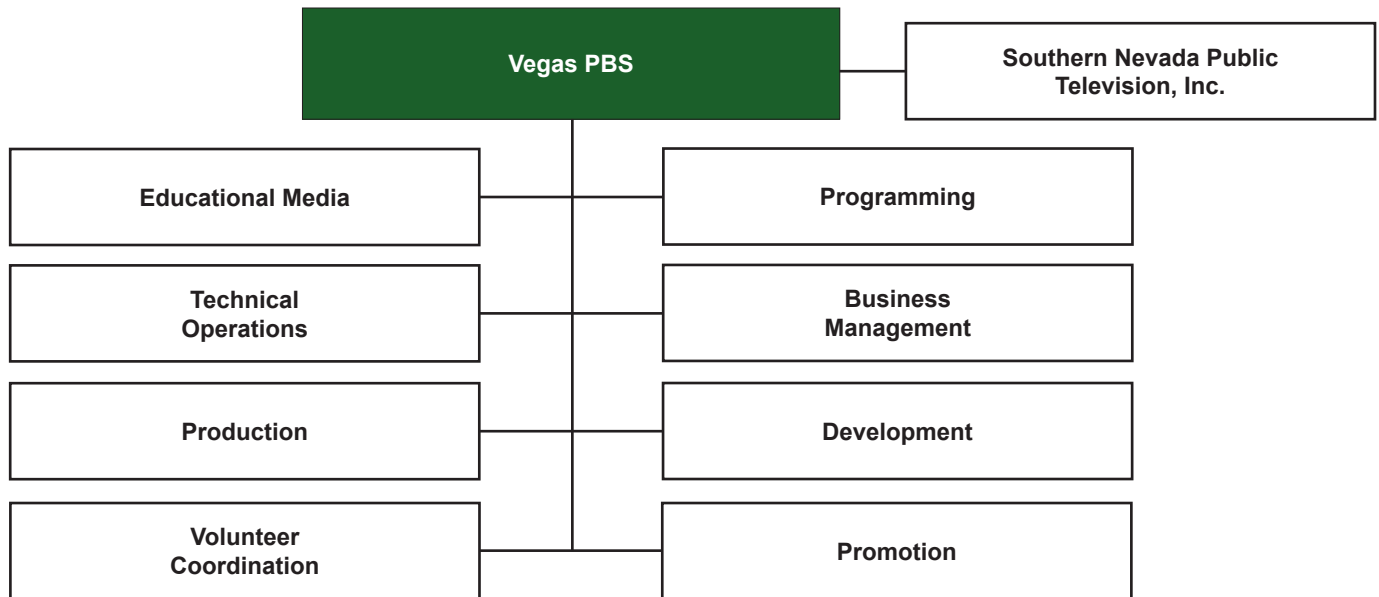 Vegas PBS
Southern Nevada Public
Television, Inc.
Educational Media
Programming
Technical
Operations
Business
Management
Production
Development
Volunteer
Coordination
Promotion